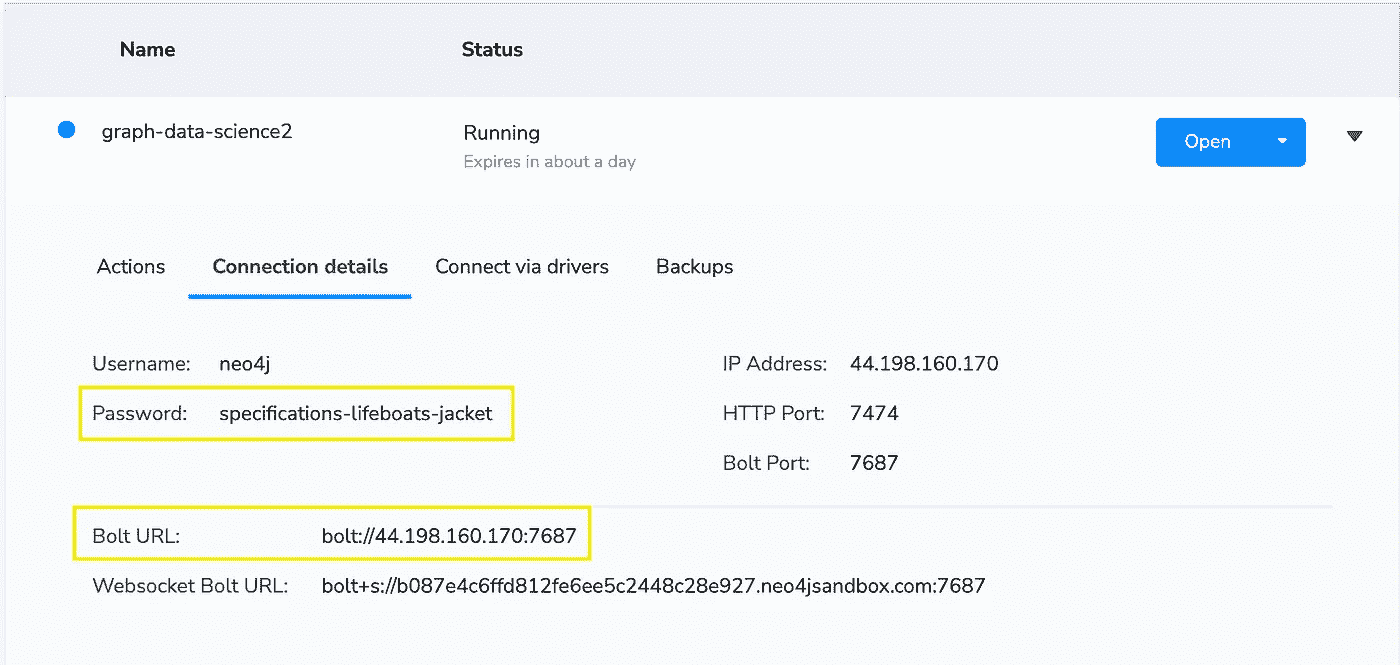 Name Status
graph-data-science2 Running Open
Expires in about a day
Actions Connection details Connect via drivers Backups
Username: neo4j IP Address: 44.198.160.170
Password: specifications-lifeboats-jacket HTTP Port: 7474
Bolt Port: 7687
Bolt URL: bolt://44.198.160.170:7687
Websocket Bolt URL: bolt+s://b087e4c6ffd812fe6ee5c2448c28e927.neo4jsandbox.com:7687